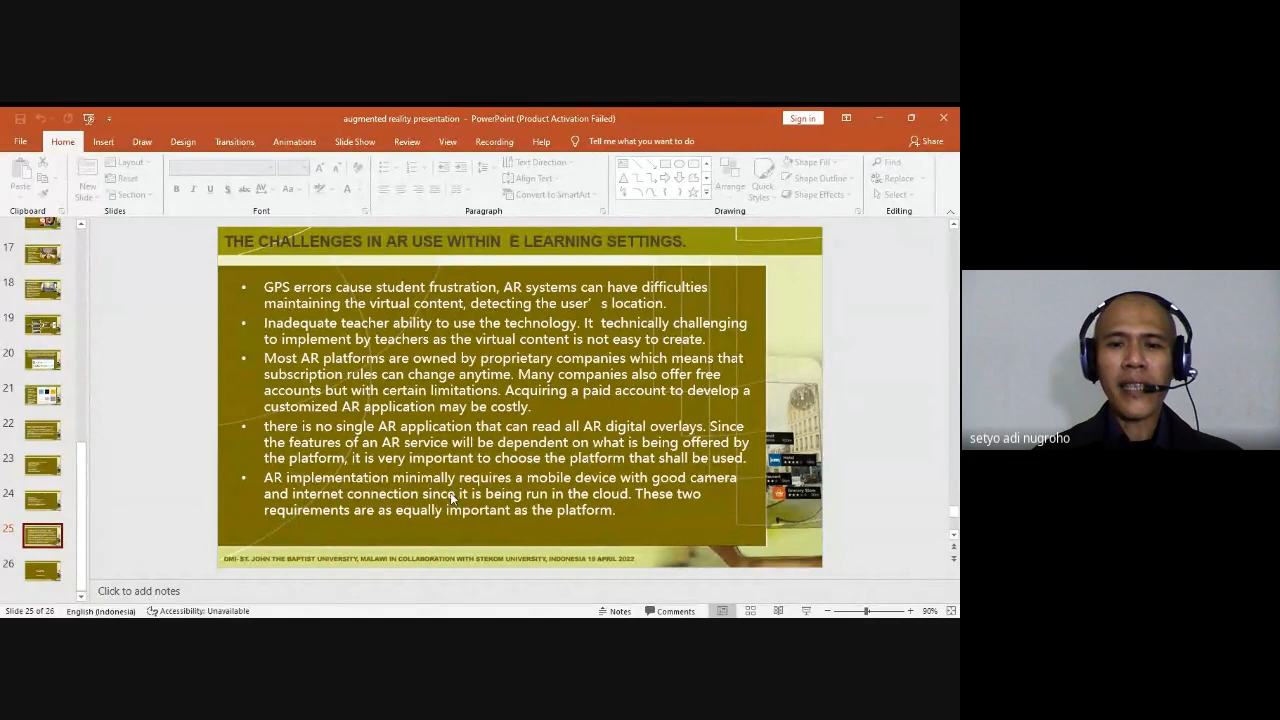 augmented reality presentation - PowerPoint (Product Activation Failed)
Sign in
File Home Insert Draw Design Transitions Animations Slide Show Review View Recording Help Tell me what you want to do Share
Paste
New
Slide
Layout
Reset
Section
Text Direction
Align Text
Convert to SmartArt
Arrange
Quick
Styles
Shape Fill
Shape Outline
Shape Effects
Find
Replace
Select
Clipboard Slides Font Paragraph Drawing Editing
17
18
19
20
21
22
23
24
25
26
THE CHALLENGES IN AR USE WITHIN E LEARNING SETTINGS.
• GPS errors cause student frustration, AR systems can have difficulties
maintaining the virtual content, detecting the user’ s location.
• Inadequate teacher ability to use the technology. It technically challenging
to implement by teachers as the virtual content is not easy to create.
• Most AR platforms are owned by proprietary companies which means that
subscription rules can change anytime. Many companies also offer free
accounts but with certain limitations. Acquiring a paid account to develop a
customized AR application may be costly.
• there is no single AR application that can read all AR digital overlays. Since
the features of an AR service will be dependent on what is being offered by
the platform, it is very important to choose the platform that shall be used.
• AR implementation minimally requires a mobile device with good camera
and internet connection since it is being run in the cloud. These two
requirements are as equally important as the platform.
DMI- ST. JOHN THE BAPTIST UNIVERSITY, MALAWI IN COLLABORATION WITH STEKOM UNIVERSITY, INDONESIA 19 APRIL 2022
Click to add notes
Slide 25 of 26 English (Indonesia) Accessibility: Unavailable Notes Comments 90%
setyo adi nugroho